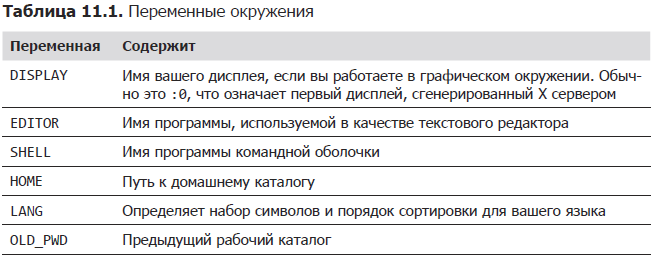 Таблица 11.1. Переменные окружения
Переменная Содержит
DISPLAY Имя вашего дисплея, если вы работаете в графическом окружении. Обыч-
но это :0, что означает первый дисплей, сгенерированный X сервером
EDITOR Имя программы, используемой в качестве текстового редактора
SHELL Имя программы командной оболочки
HOME Путь к домашнему каталогу
LANG Определяет набор символов и порядок сортировки для вашего языка
OLD_PWD Предыдущий рабочий каталог